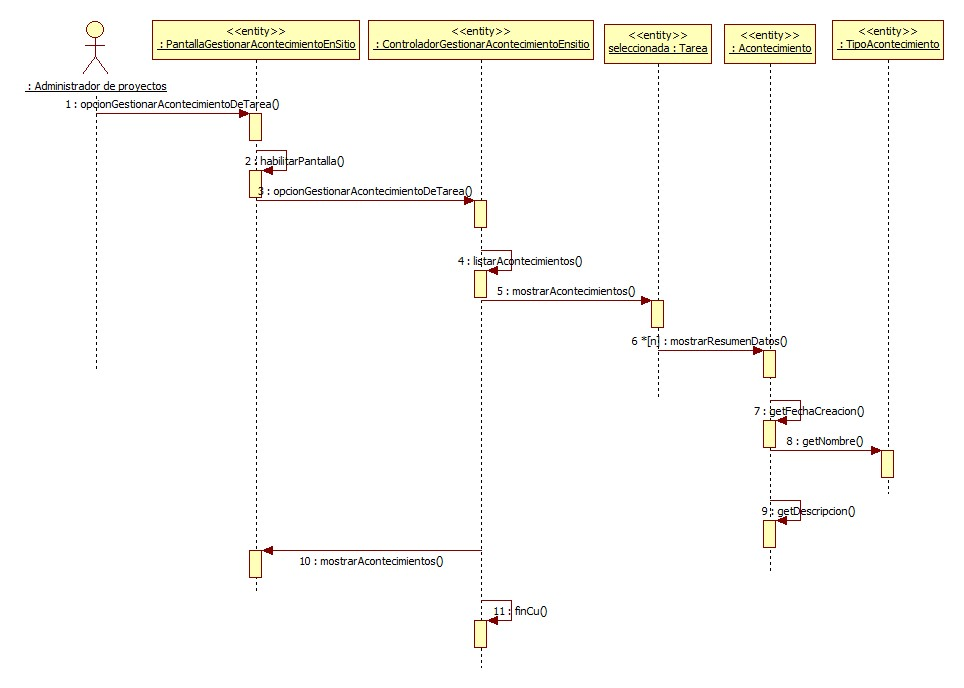 <<entity>>
: PantallaGestionarAcontecimientoEnSitio
<<entity>>
: ControladorGestionarAcontecimientoEnsitio
<<entity>>
seleccionada : Tarea
<<entity>>
: Acontecimiento
<<entity>>
: TipoAcontecimiento
: Administrador de proyectos
1 : opcionGestionarAcontecimientoDeTarea()
2 : habilitarPantalla()
3 : opcionGestionarAcontecimientoDeTarea()
4 : listarAcontecimientos()
5 : mostrarAcontecimientos()
6 *[n] : mostrarResumenDatos()
7 : getFechaCreacion()
8 : getNombre()
9 : getDescripcion()
10 : mostrarAcontecimientos()
11 : finCu()